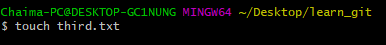 Chaima-PC@DESKTOP-GC1NUNG MINGW64 ~/Desktop/learn_git
$ touch third.txt